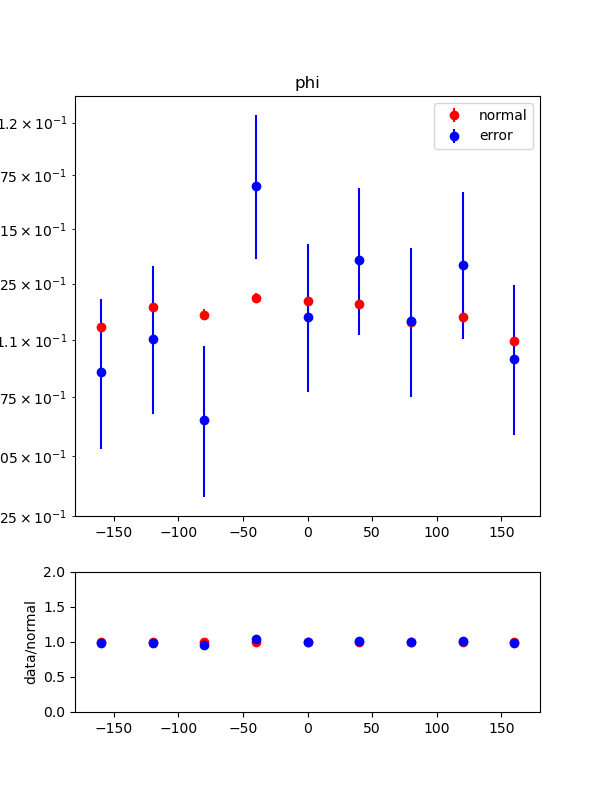 phi
1.2 × 10⁻¹
75 × 10⁻¹
15 × 10⁻¹
25 × 10⁻¹
1.1 × 10⁻¹
75 × 10⁻¹
05 × 10⁻¹
25 × 10⁻¹
normal
error
−150 −100 −50 0 50 100 150
data/normal
2.0
1.5
1.0
0.5
0.0
−150 −100 −50 0 50 100 150